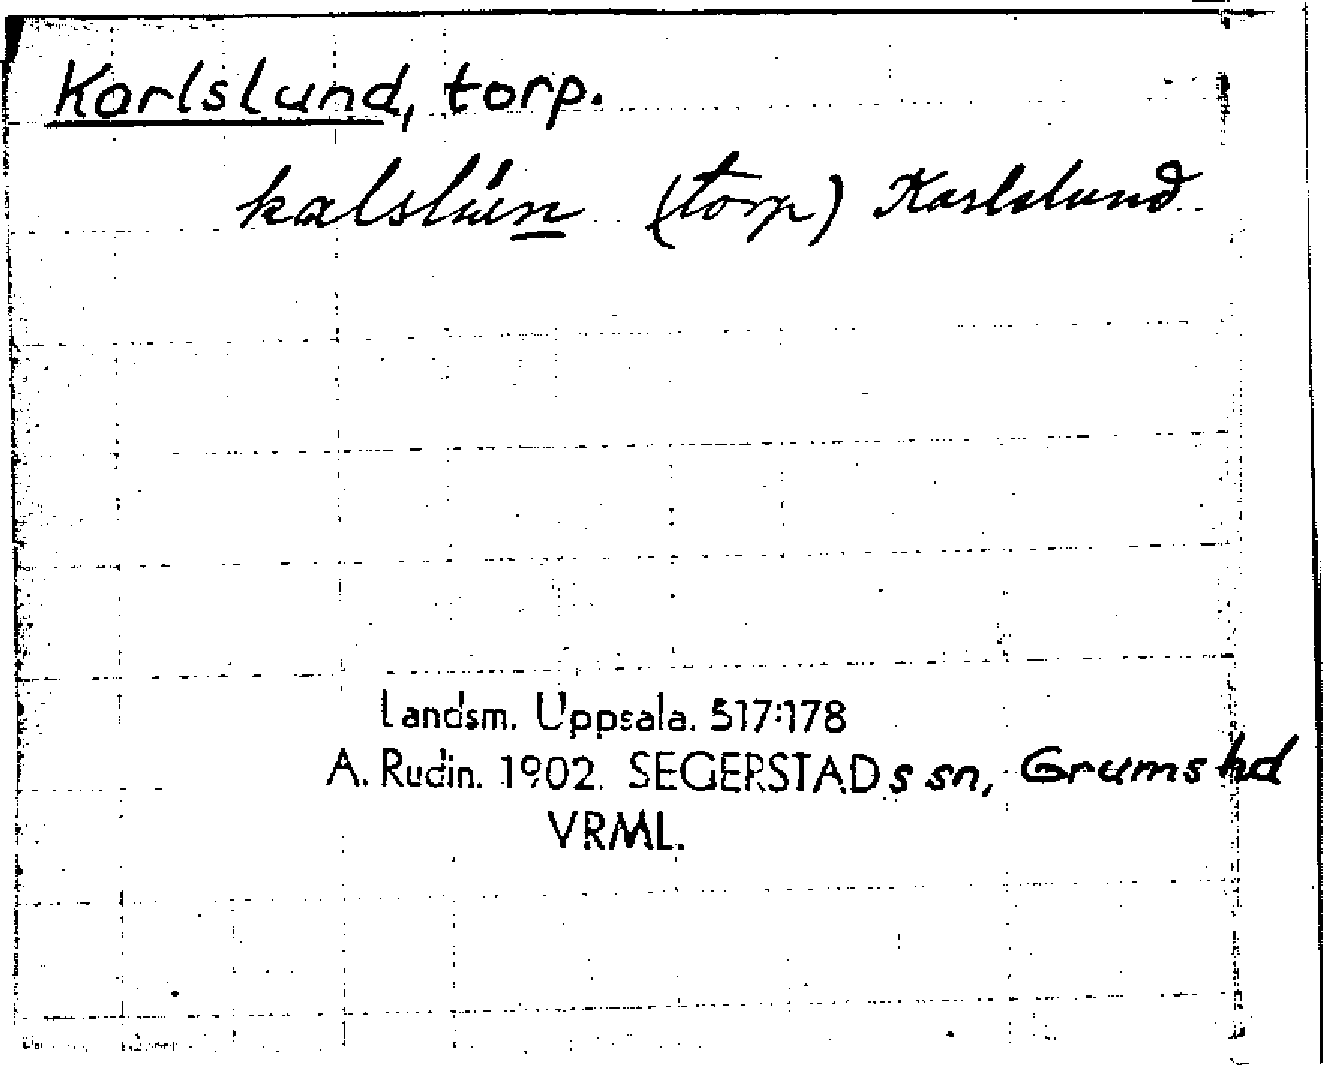 Karlslund, torp.
kalslún (torp) Karlslund
Landsm. Uppsala. 517:178
A. Rudin. 1902. SEGERSTADs sn, Grums hd
VRML.